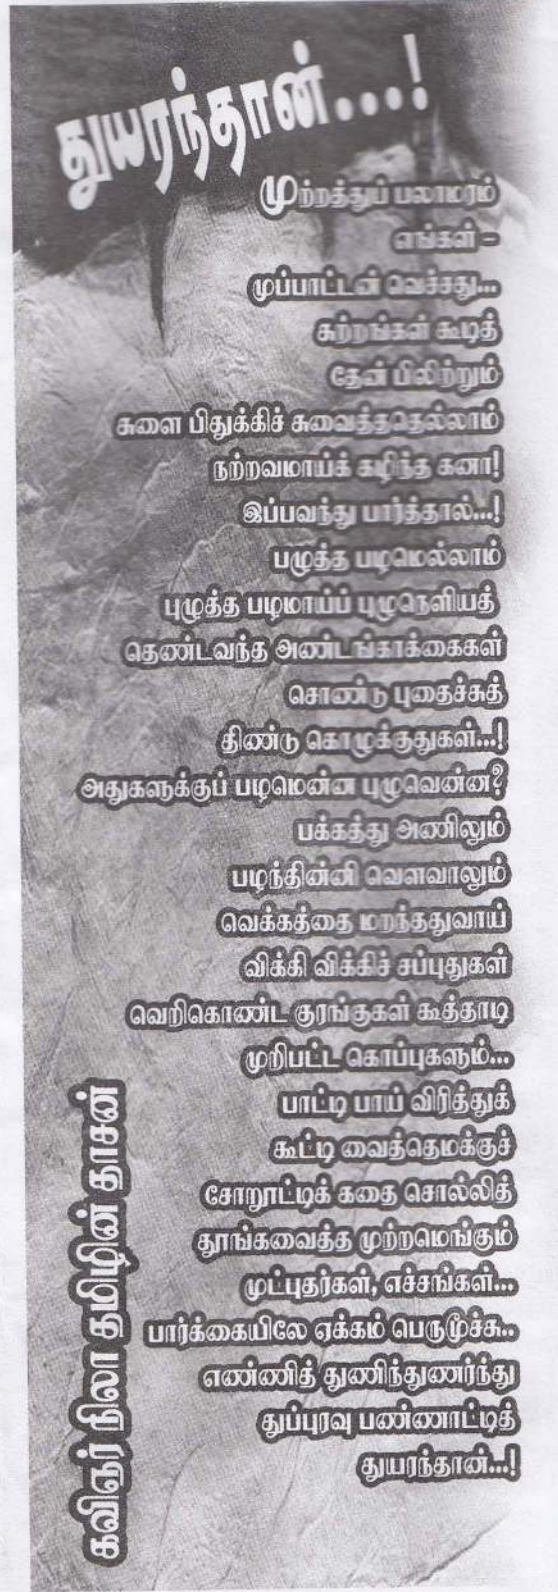 துயரந்தான்...!
முற்றத்துப் பலாமரம்
எங்கள் -
முப்பாட்டன் வெச்சது...
சுற்றங்கள் கூடித்
தேன் பிலிற்றும்
சுளை பிதுக்கிச் சுவைத்ததெல்லாம்
நற்றவமாய்க் கழிந்த கனா!
இப்பவந்து பார்த்தால்...!
பழுத்த படிமெல்லாம்
புழுத்த பழமாய்ப் புழுநெளியத்
தெண்டவந்த அண்டங்காக்கைகள்
சொண்டு புதைச்சுத்
திண்டு கொழுக்குதுகள்...!
அதுகளுக்குப் பழமென்ன புழுவென்ன?
பக்கத்து அணிலும்
பழந்தின்னி வெளவாலும்
வெக்கத்தை மறந்ததுவாய்
விக்கி விக்கிச் சப்புதுகள்
வெறிகொண்ட குரங்குகள் கூத்தாடி
முறிபட்ட கொப்புகளும்...
பாட்டி பாய் விரித்துக்
கூட்டி வைத்தெமக்குச்
சோறூட்டிக் கதை சொல்லித்
தூங்கவைத்த முற்றமெங்கும்
முட்புதர்கள், எச்சங்கள்...
பார்க்கையிலே ஏக்கம் பெருமூச்சு..
எண்ணித் துணிந்துணர்ந்து
துப்புரவு பண்ணாட்டித்
துயரந்தான்...!
கவிஞர் நிலா தமிழின் தாசன்